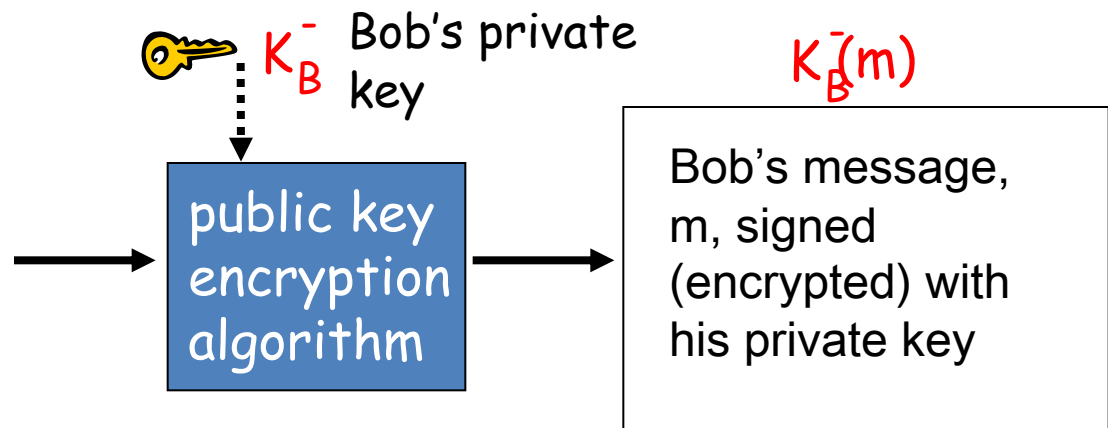 K_B^- Bob’s private
key
K_B^-(m)
public key
encryption
algorithm
Bob’s message,
m, signed
(encrypted) with
his private key